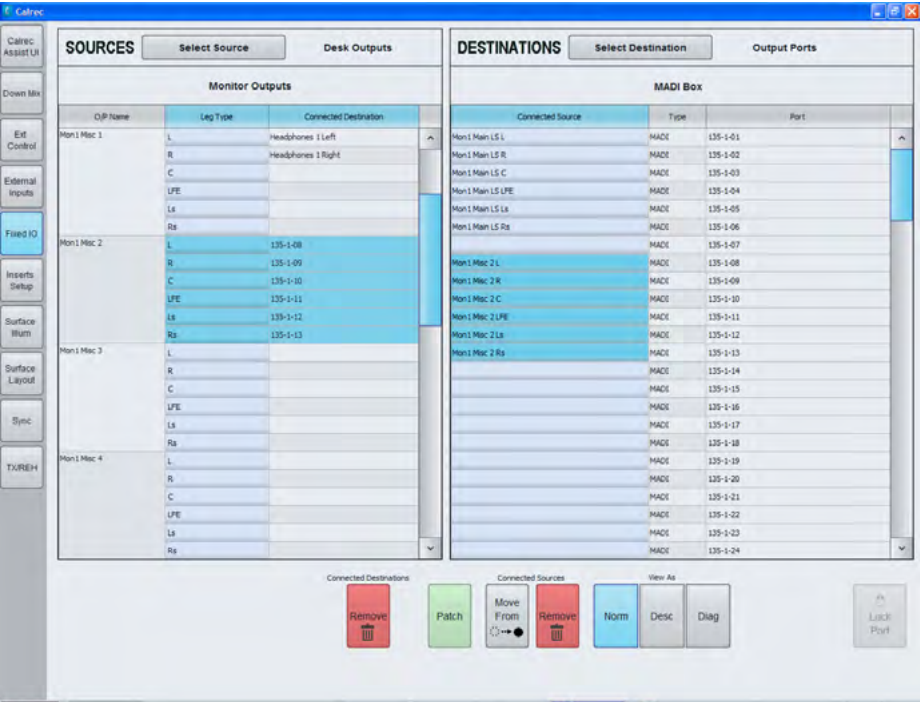 Calrec
Calrec Assist UI
Down Mix
Ext Control
External Inputs
Fixed IO
Inserts Setup
Surface Illum
Surface Layout
Sync
TX/REH
SOURCES Select Source Desk Outputs
Monitor Outputs
O/P Name Leg Type Connected Destination
Mon1 Misc 1 L Headphones 1 Left
R Headphones 1 Right
C
LFE
Ls
Rs
Mon1 Misc 2 L 135-1-08
R 135-1-09
C 135-1-10
LFE 135-1-11
Ls 135-1-12
Rs 135-1-13
Mon1 Misc 3 L
R
C
LFE
Ls
Rs
Mon1 Misc 4 L
R
C
LFE
Ls
Rs
DESTINATIONS Select Destination Output Ports
MADI Box
Connected Source Type Port
Mon1 Main LS L MADI 135-1-01
Mon1 Main LS R MADI 135-1-02
Mon1 Main LS C MADI 135-1-03
Mon1 Main LS LFE MADI 135-1-04
Mon1 Main LS Ls MADI 135-1-05
Mon1 Main LS Rs MADI 135-1-06
MADI 135-1-07
Mon1 Misc 2 L MADI 135-1-08
Mon1 Misc 2 R MADI 135-1-09
Mon1 Misc 2 C MADI 135-1-10
Mon1 Misc 2 LFE MADI 135-1-11
Mon1 Misc 2 Ls MADI 135-1-12
Mon1 Misc 2 Rs MADI 135-1-13
MADI 135-1-14
MADI 135-1-15
MADI 135-1-16
MADI 135-1-17
MADI 135-1-18
MADI 135-1-19
MADI 135-1-20
MADI 135-1-21
MADI 135-1-22
MADI 135-1-23
MADI 135-1-24
Connected Destinations Connected Sources View As
Remove
Patch
Move From
Remove
Norm
Desc
Diag
Lock Port